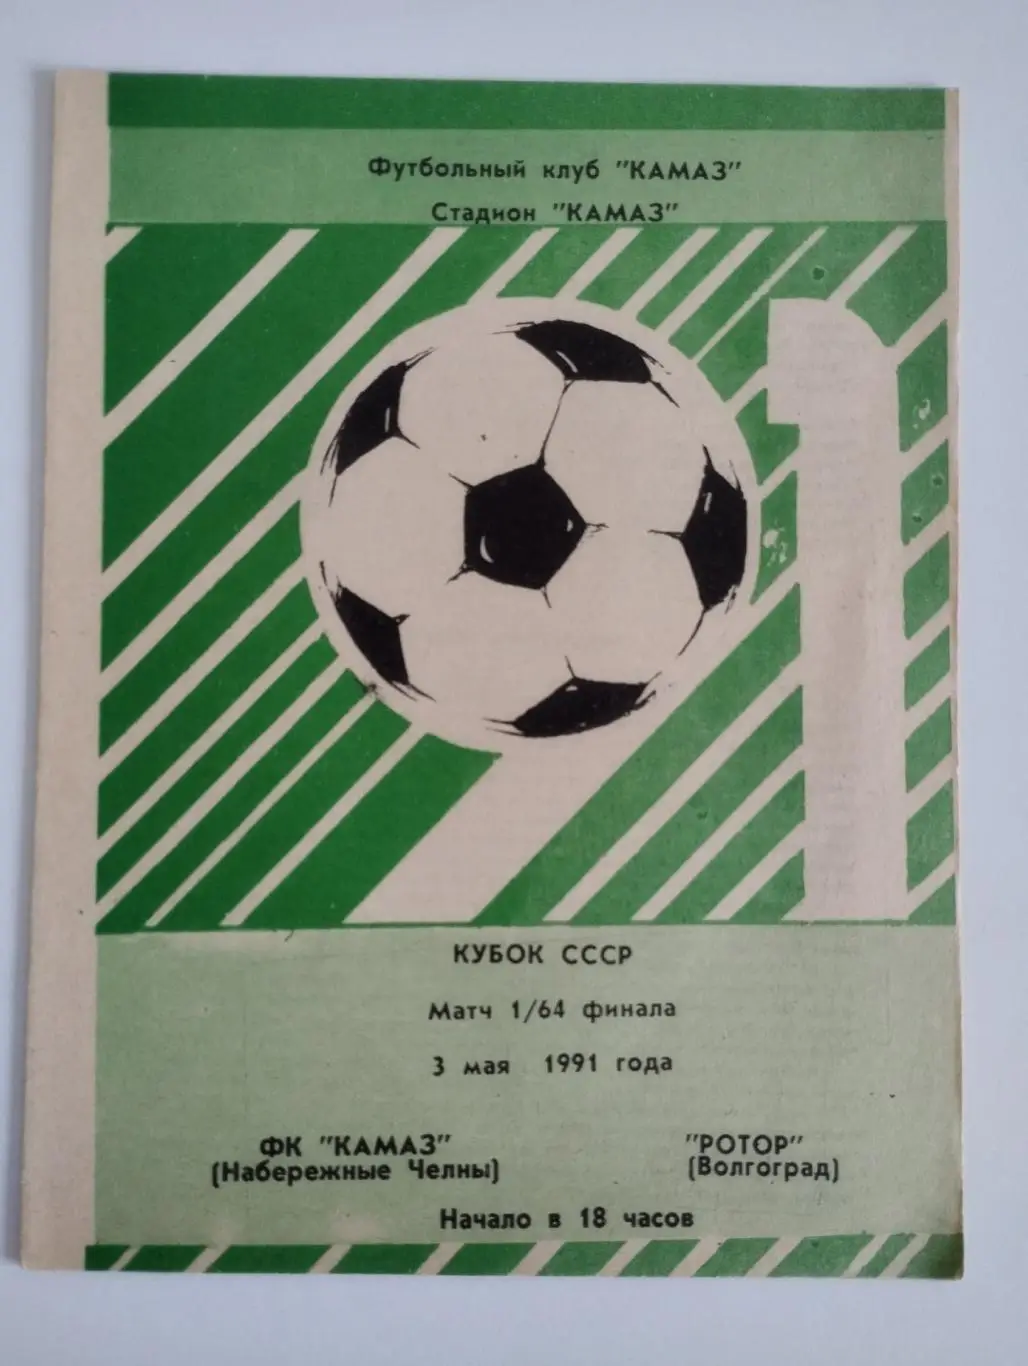 Футбольный клуб "КАМАЗ"
Стадион "КАМАЗ"
91
КУБОК СССР
Матч 1/64 финала
3 мая 1991 года
ФК "КАМАЗ" "РОТОР"
(Набережные Челны) (Волгоград)
Начало в 18 часов